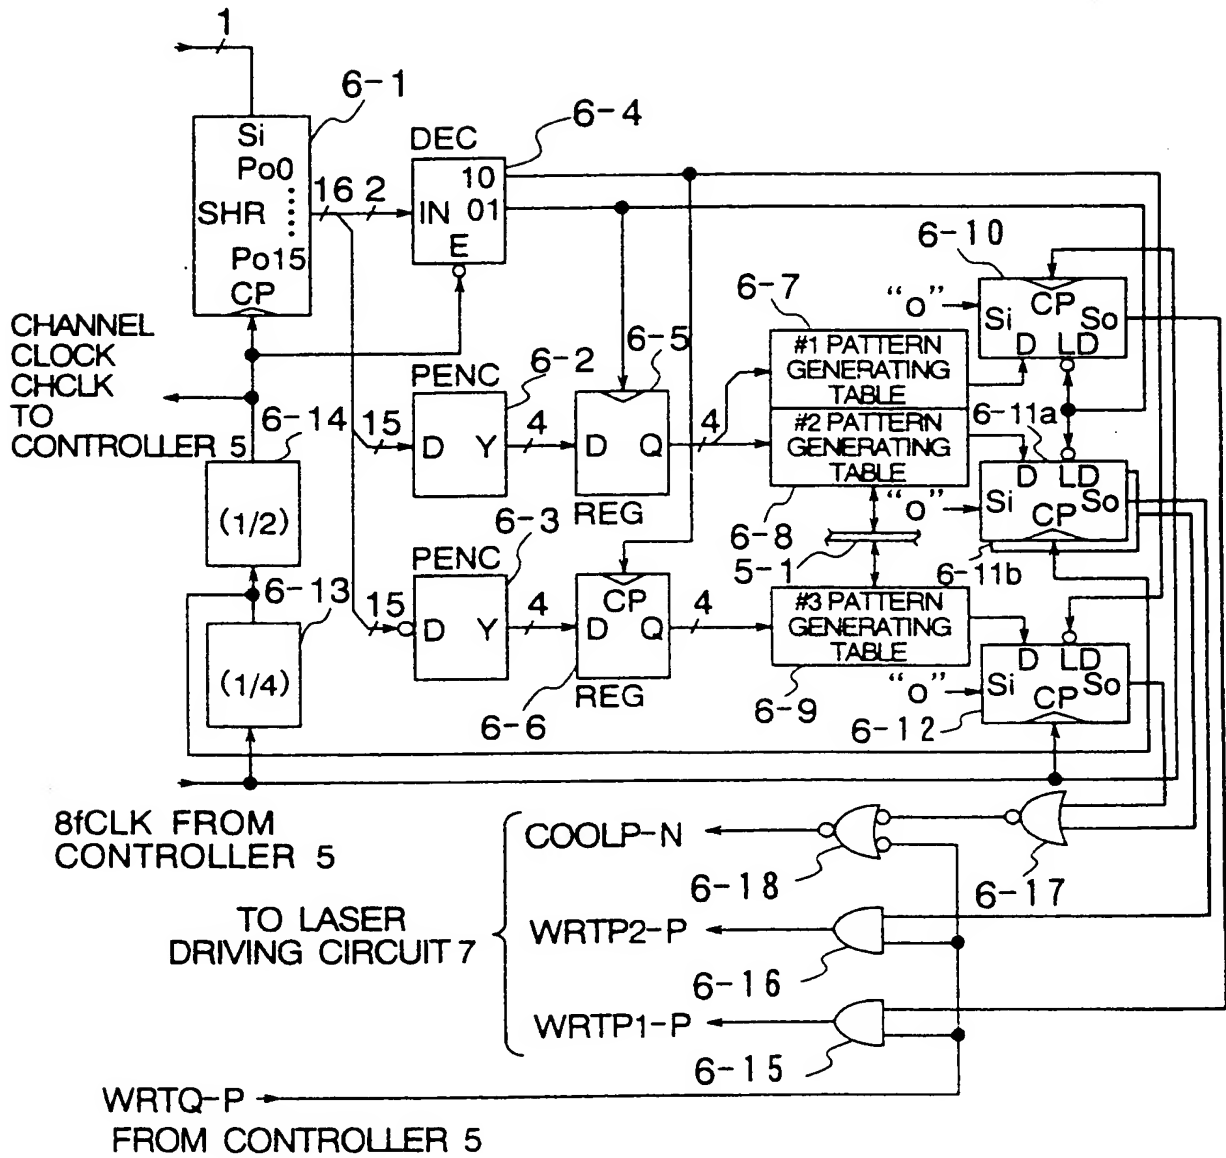 1
6-1
Si
Po0
SHR
Po15
CP
16
2
DEC
6-4
10
IN 01
E
CHANNEL
CLOCK
CHCLK
TO
CONTROLLER 5
6-14
(1/2)
6-13
(1/4)
15
PENC
6-2
D Y
4
6-5
D Q
REG
4
15
PENC
6-3
D Y
4
CP
D Q
REG
6-6
4
6-7
#1 PATTERN
GENERATING
TABLE
#2 PATTERN
GENERATING
TABLE
6-8
5-1
#3 PATTERN
GENERATING
TABLE
6-9
6-10
"o"
CP
Si So
D LD
6-11a
"o"
D LD
Si So
CP
6-11b
"o"
D LD
Si So
CP
6-12
8fCLK FROM
CONTROLLER 5
COOLP-N
6-18
6-17
TO LASER
DRIVING CIRCUIT 7
WRTP2-P
6-16
WRTP1-P
6-15
WRTQ-P
FROM CONTROLLER 5